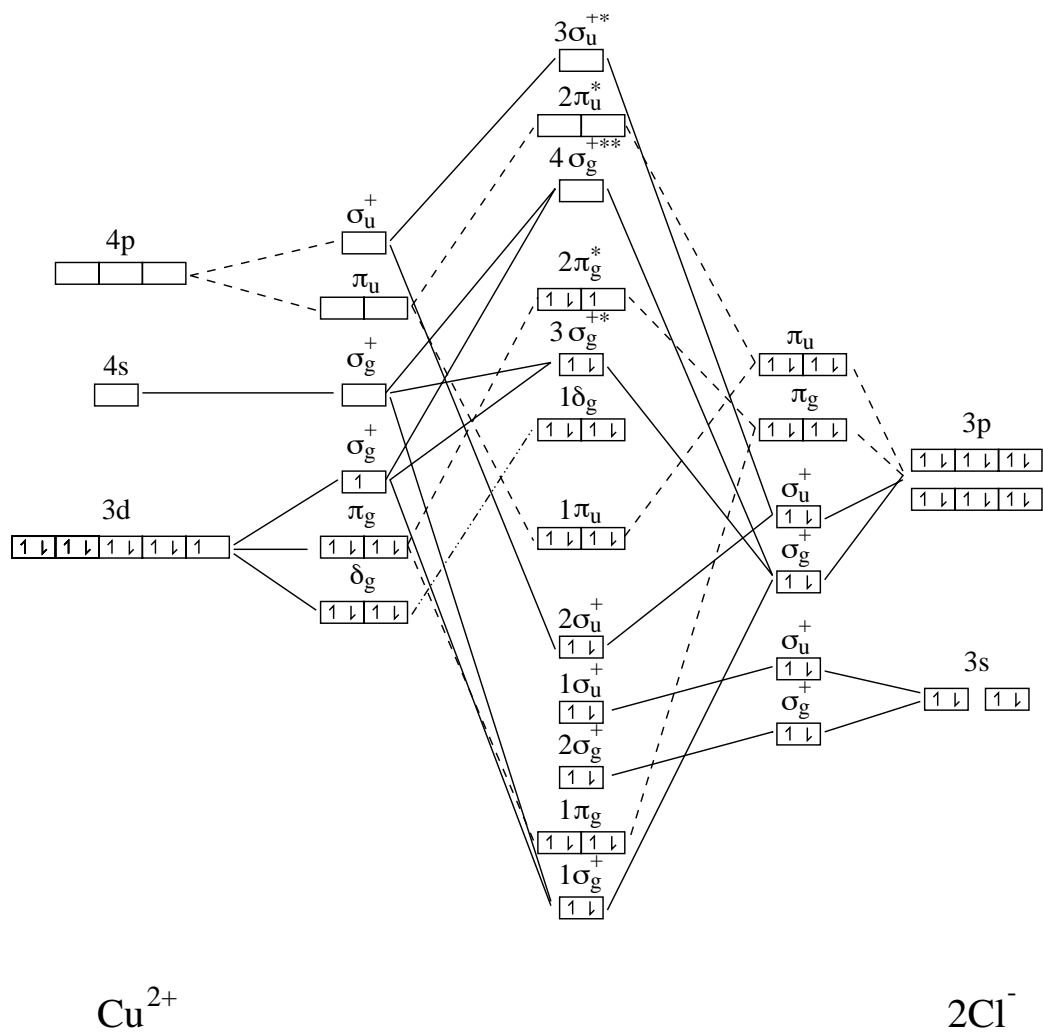 3σu+*
2πu*
4σg+**
σu+
4p
2πg*
πu
3σg+*
πu
σg+
4s
1δg
πg
3p
σg+
σu+
3d
πg
1πu
σg+
δg
2σu+
σu+
3s
1σu+
σg+
2σg+
1πg
1σg+
Cu2+
2Cl-